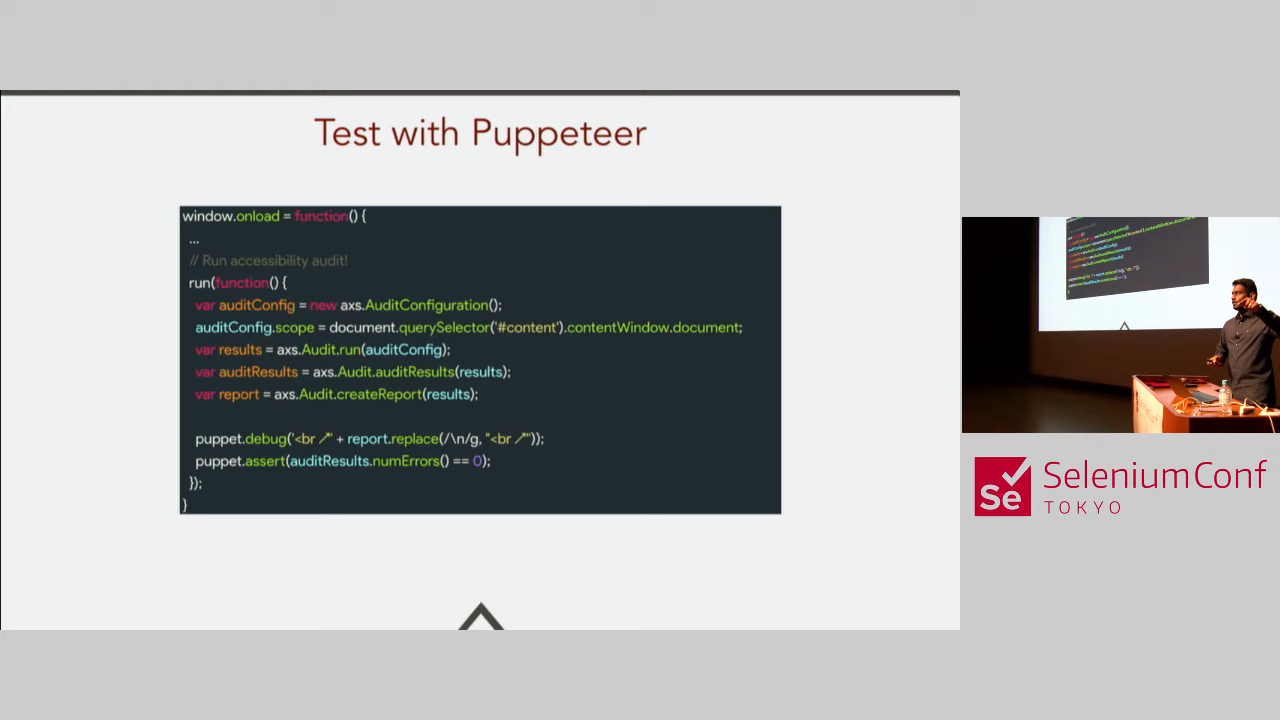 Test with Puppeteer
window.onload = function() {
...
// Run accessibility audit!
run(function() {
var auditConfig = new axs.AuditConfiguration();
auditConfig.scope = document.querySelector('#content').contentWindow.document;
var results = axs.Audit.run(auditConfig);
var auditResults = axs.Audit.auditResults(results);
var report = axs.Audit.createReport(results);
puppet.debug('<br />' + report.replace(/\n/g, "<br />"));
puppet.assert(auditResults.numErrors() == 0);
});
}
Se
SeleniumConf
TOKYO